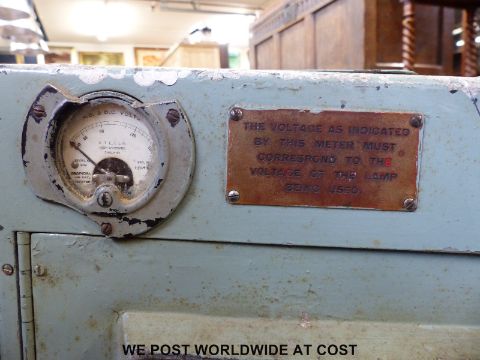 THE VOLTAGE AS INDICATED
BY THIS METER MUST
CORRESPOND TO THE
VOLTAGE OF THE LAMP
BEING USED.
WE POST WORLDWIDE AT COST